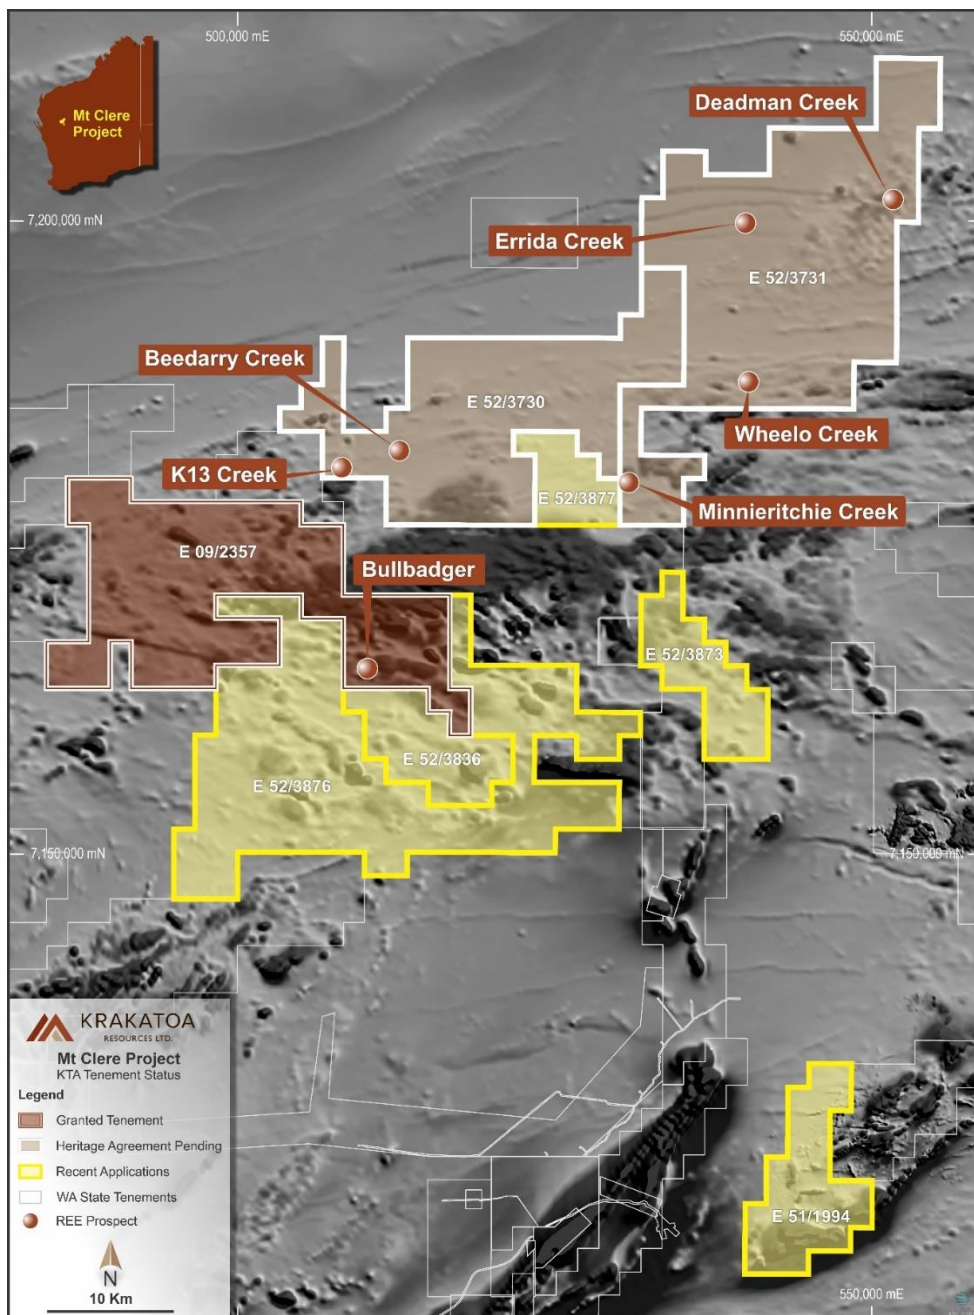 500,000 mE
550,000 mE
Mt Clere
Project
Deadman Creek
7,200,000 mN
Errida Creek
E 52/3731
Beedarry Creek
E 52/3730
Wheelo Creek
K13 Creek
E 52/3877
Minnieritchie Creek
E 09/2357
Bullbadger
E 52/3873
E 52/3836
E 52/3876
7,150,000 mN
7,150,000 mN
KRAKATOA
RESOURCES LTD.
Mt Clere Project
KTA Tenement Status
Legend
Granted Tenement
Heritage Agreement Pending
Recent Applications
WA State Tenements
REE Prospect
N
10 Km
E 51/1994
550,000 mE